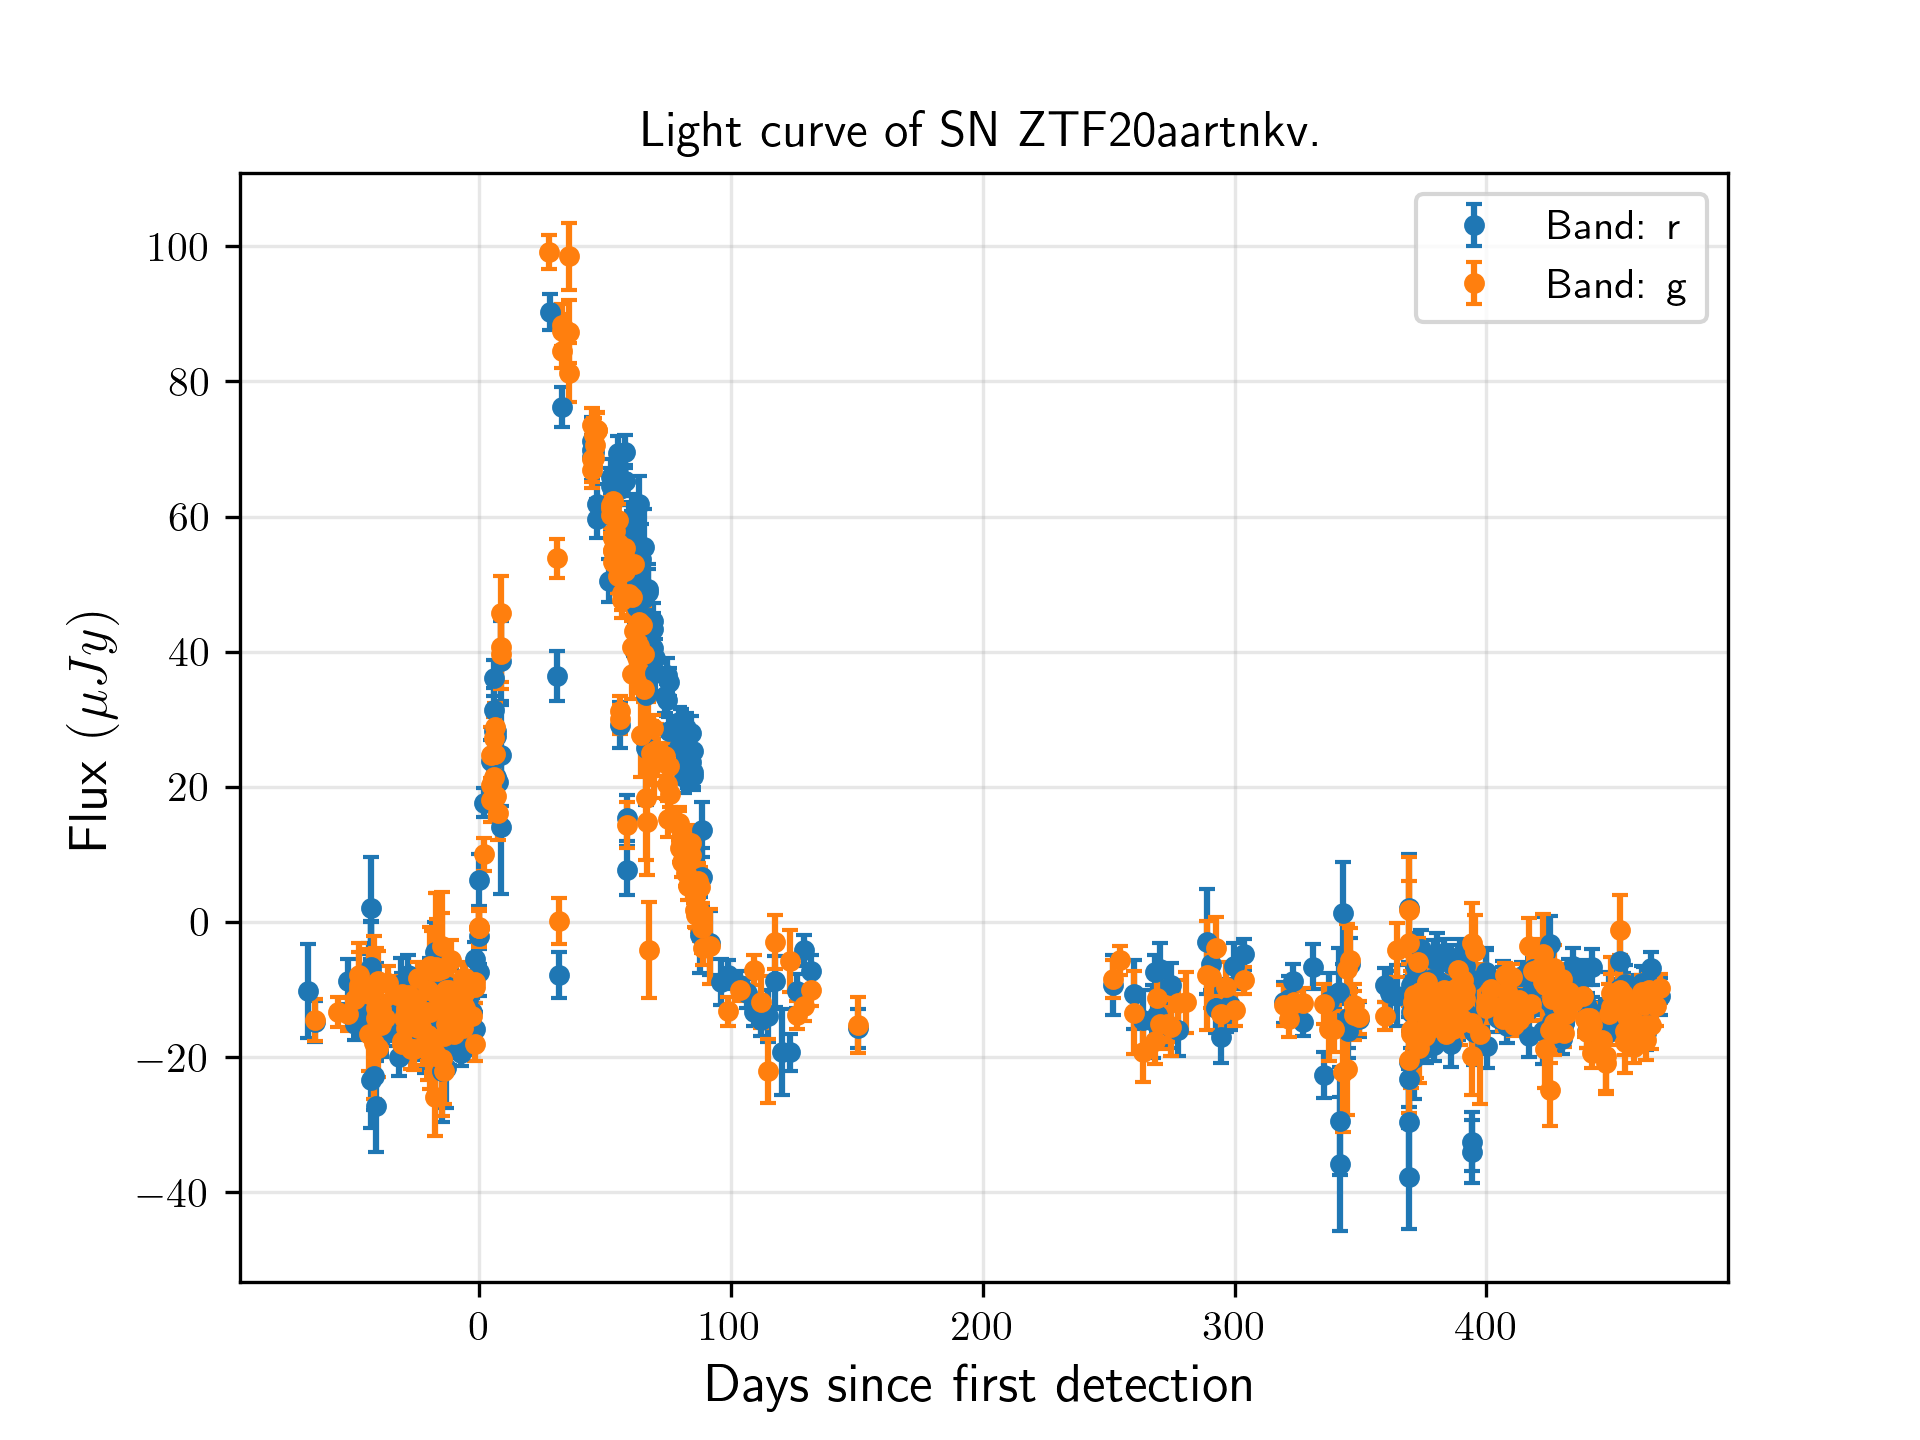 Light curve of SN ZTF20aartnkv.
Band: r
Band: g
100
80
60
40
20
0
−20
−40
Flux (μJy)
0
100
200
300
400
Days since first detection